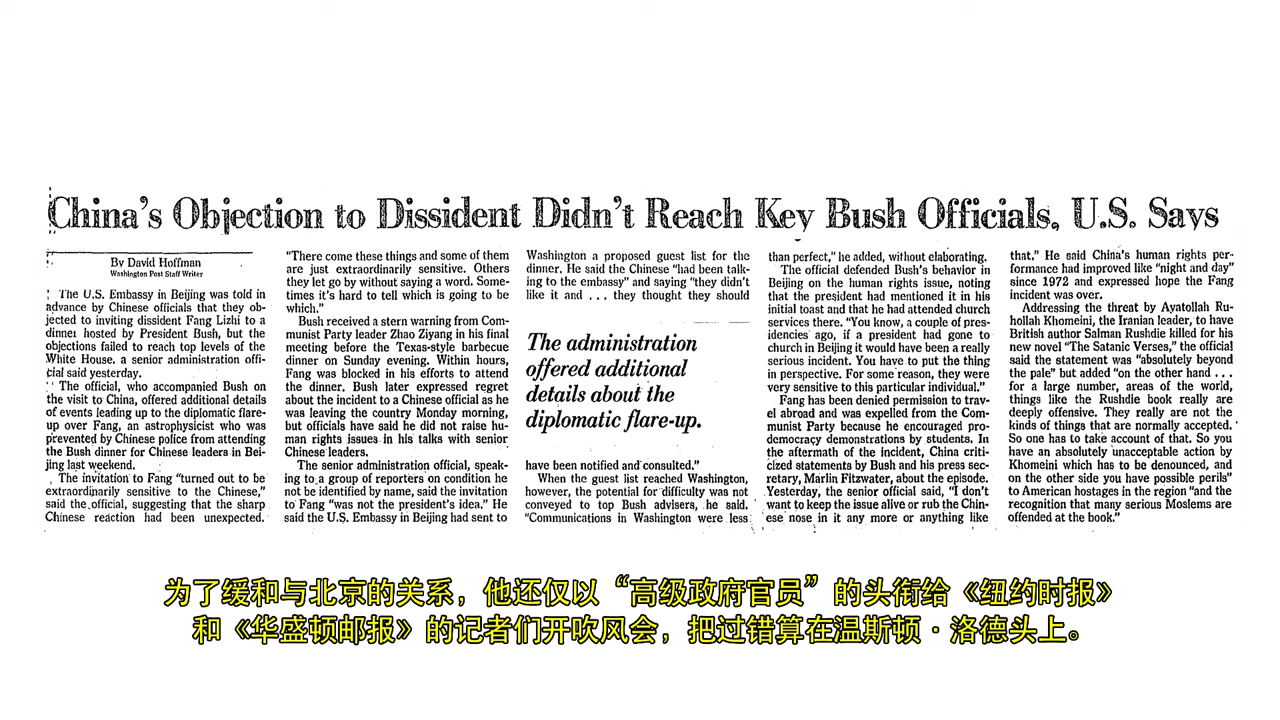 China's Objection to Dissident Didn't Reach Key Bush Officials, U.S. Says
By David Hoffman
Washington Post Staff Writer
The U.S. Embassy in Beijing was told in
advance by Chinese officials that they ob-
jected to inviting dissident Fang Lizhi to a
dinner hosted by President Bush, but the
objections failed to reach top levels of the
White House, a senior administration offi-
cial said yesterday.
The official, who accompanied Bush on
the visit to China, offered additional details
of events leading up to the diplomatic flare-
up over Fang, an astrophysicist who was
prevented by Chinese police from attending
the Bush dinner for Chinese leaders in Bei-
jing last weekend.
The invitation to Fang “turned out to be
extraordinarily sensitive to the Chinese,”
said the official, suggesting that the sharp
Chinese reaction had been unexpected.
“There come these things and some of them
are just extraordinarily sensitive. Others
they let go by without saying a word. Some-
times it's hard to tell which is going to be
which.”
Bush received a stern warning from Com-
munist Party leader Zhao Ziyang in his final
meeting before the Texas-style barbecue
dinner on Sunday evening. Within hours,
Fang was blocked in his efforts to attend
the dinner. Bush later expressed regret
about the incident to a Chinese official as he
was leaving the country Monday morning,
but officials have said he did not raise hu-
man rights issues in his talks with senior
Chinese leaders.
The senior administration official, speak-
ing to a group of reporters on condition he
not be identified by name, said the invitation
to Fang “was not the president's idea.” He
said the U.S. Embassy in Beijing had sent to
Washington a proposed guest list for the
dinner. He said the Chinese “had been talk-
ing to the embassy” and saying “they didn't
like it and . . . they thought they should
The administration
offered additional
details about the
diplomatic flare-up.
have been notified and consulted.”
When the guest list reached Washington,
however, the potential for difficulty was not
conveyed to top Bush advisers, he said.
“Communications in Washington were less
than perfect,” he added, without elaborating.
The official defended Bush's behavior in
Beijing on the human rights issue, noting
that the president had mentioned it in his
initial toast and that he had attended church
services there. “You know, a couple of pres-
idencies ago, if a president had gone to
church in Beijing it would have been a really
serious incident. You have to put the thing
in perspective. For some reason, they were
very sensitive to this particular individual.”
Fang has been denied permission to trav-
el abroad and was expelled from the Com-
munist Party because he encouraged pro-
democracy demonstrations by students. In
the aftermath of the incident, China criti-
cized statements by Bush and his press sec-
retary, Marlin Fitzwater, about the episode.
Yesterday, the senior official said, “I don't
want to keep the issue alive or rub the Chin-
ese nose in it any more or anything like
that.” He said China's human rights per-
formance had improved like “night and day”
since 1972 and expressed hope the Fang
incident was over.
Addressing the threat by Ayatollah Ru-
hollah Khomeini, the Iranian leader, to have
British author Salman Rushdie killed for his
new novel “The Satanic Verses,” the official
said the statement was “absolutely beyond
the pale” but added “on the other hand . . .
for a large number, areas of the world,
things like the Rushdie book really are
deeply offensive. They really are not the
kinds of things that are normally accepted.
So one has to take account of that. So you
have an absolutely unacceptable action by
Khomeini which has to be denounced, and
on the other side you have possible perils”
to American hostages in the region “and the
recognition that many serious Moslems are
offended at the book.”
为了缓和与北京的关系，他还仅以“高级政府官员”的头衔给《纽约时报》
和《华盛顿邮报》的记者们开吹风会，把过错算在温斯顿·洛德头上。